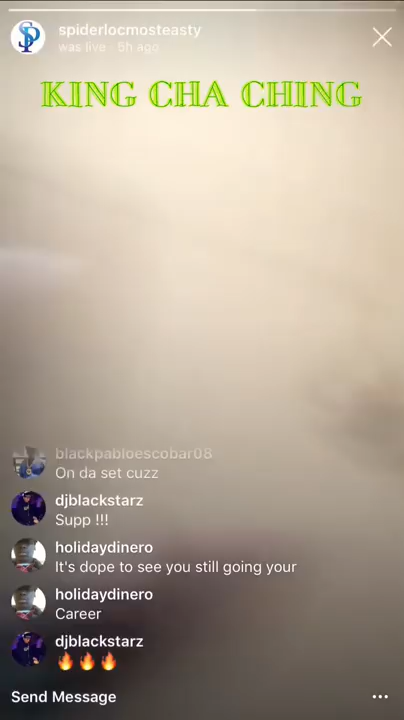 spiderlocmosteasty
was live · 5h ago
KING CHA CHING
blackpabloescobar08
On da set cuzz
djblackstarz
Supp !!!
holidaydinero
It's dope to see you still going your
holidaydinero
Career
djblackstarz
🔥🔥🔥
Send Message